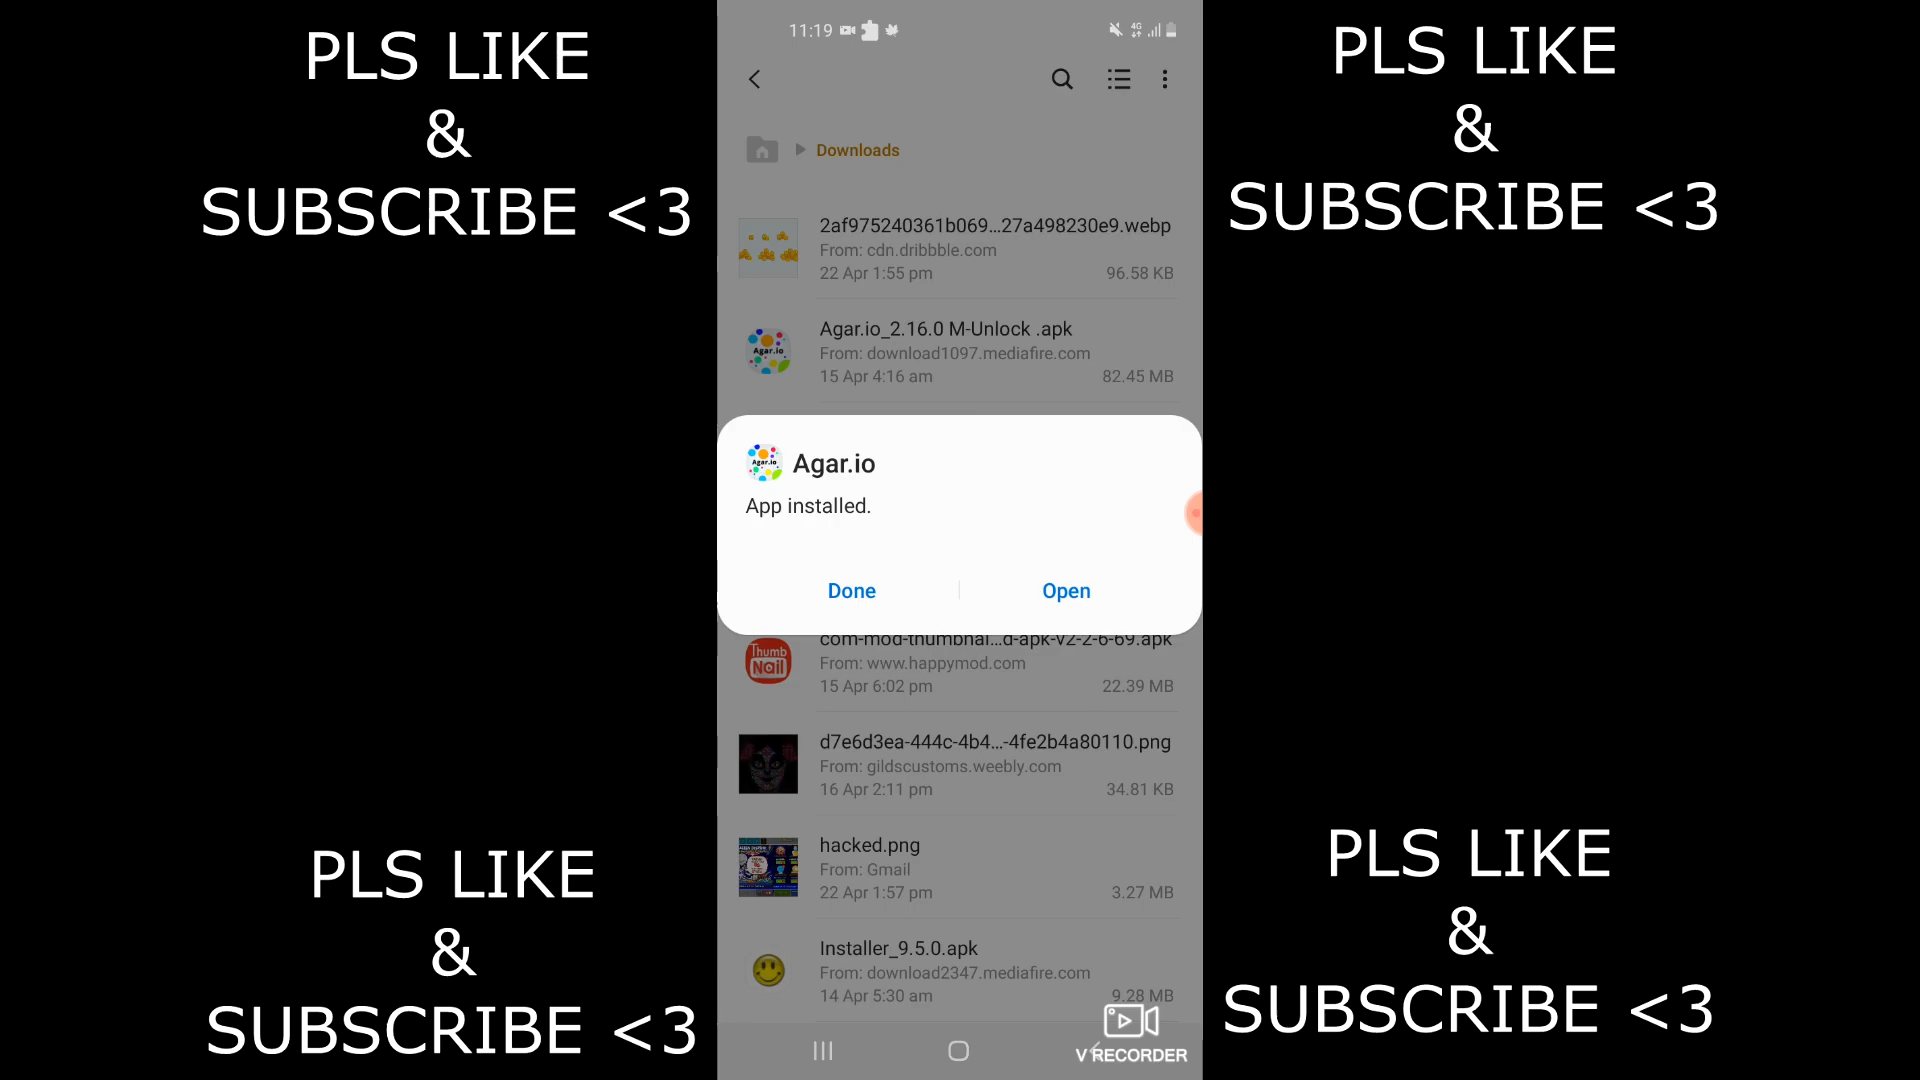 PLS LIKE
&
SUBSCRIBE <3
PLS LIKE
&
SUBSCRIBE <3
11:19
4G
Downloads
2af975240361b069...27a498230e9.webp
From: cdn.dribbble.com
22 Apr 1:55 pm 96.58 KB
Agar.io
Agar.io_2.16.0 M-Unlock .apk
From: download1097.mediafire.com
15 Apr 4:16 am 82.45 MB
Agar.io
Agar.io
App installed.
Done Open
Thumb
Nail
com-mod-thumbnai...d-apk-v2-2-6-69.apk
From: www.happymod.com
15 Apr 6:02 pm 22.39 MB
d7e6d3ea-444c-4b4...-4fe2b4a80110.png
From: gildscustoms.weebly.com
16 Apr 2:11 pm 34.81 KB
hacked.png
From: Gmail
22 Apr 1:57 pm 3.27 MB
Installer_9.5.0.apk
From: download2347.mediafire.com
14 Apr 5:30 am 9.28 MB
V RECORDER
PLS LIKE
&
SUBSCRIBE <3
PLS LIKE
&
SUBSCRIBE <3